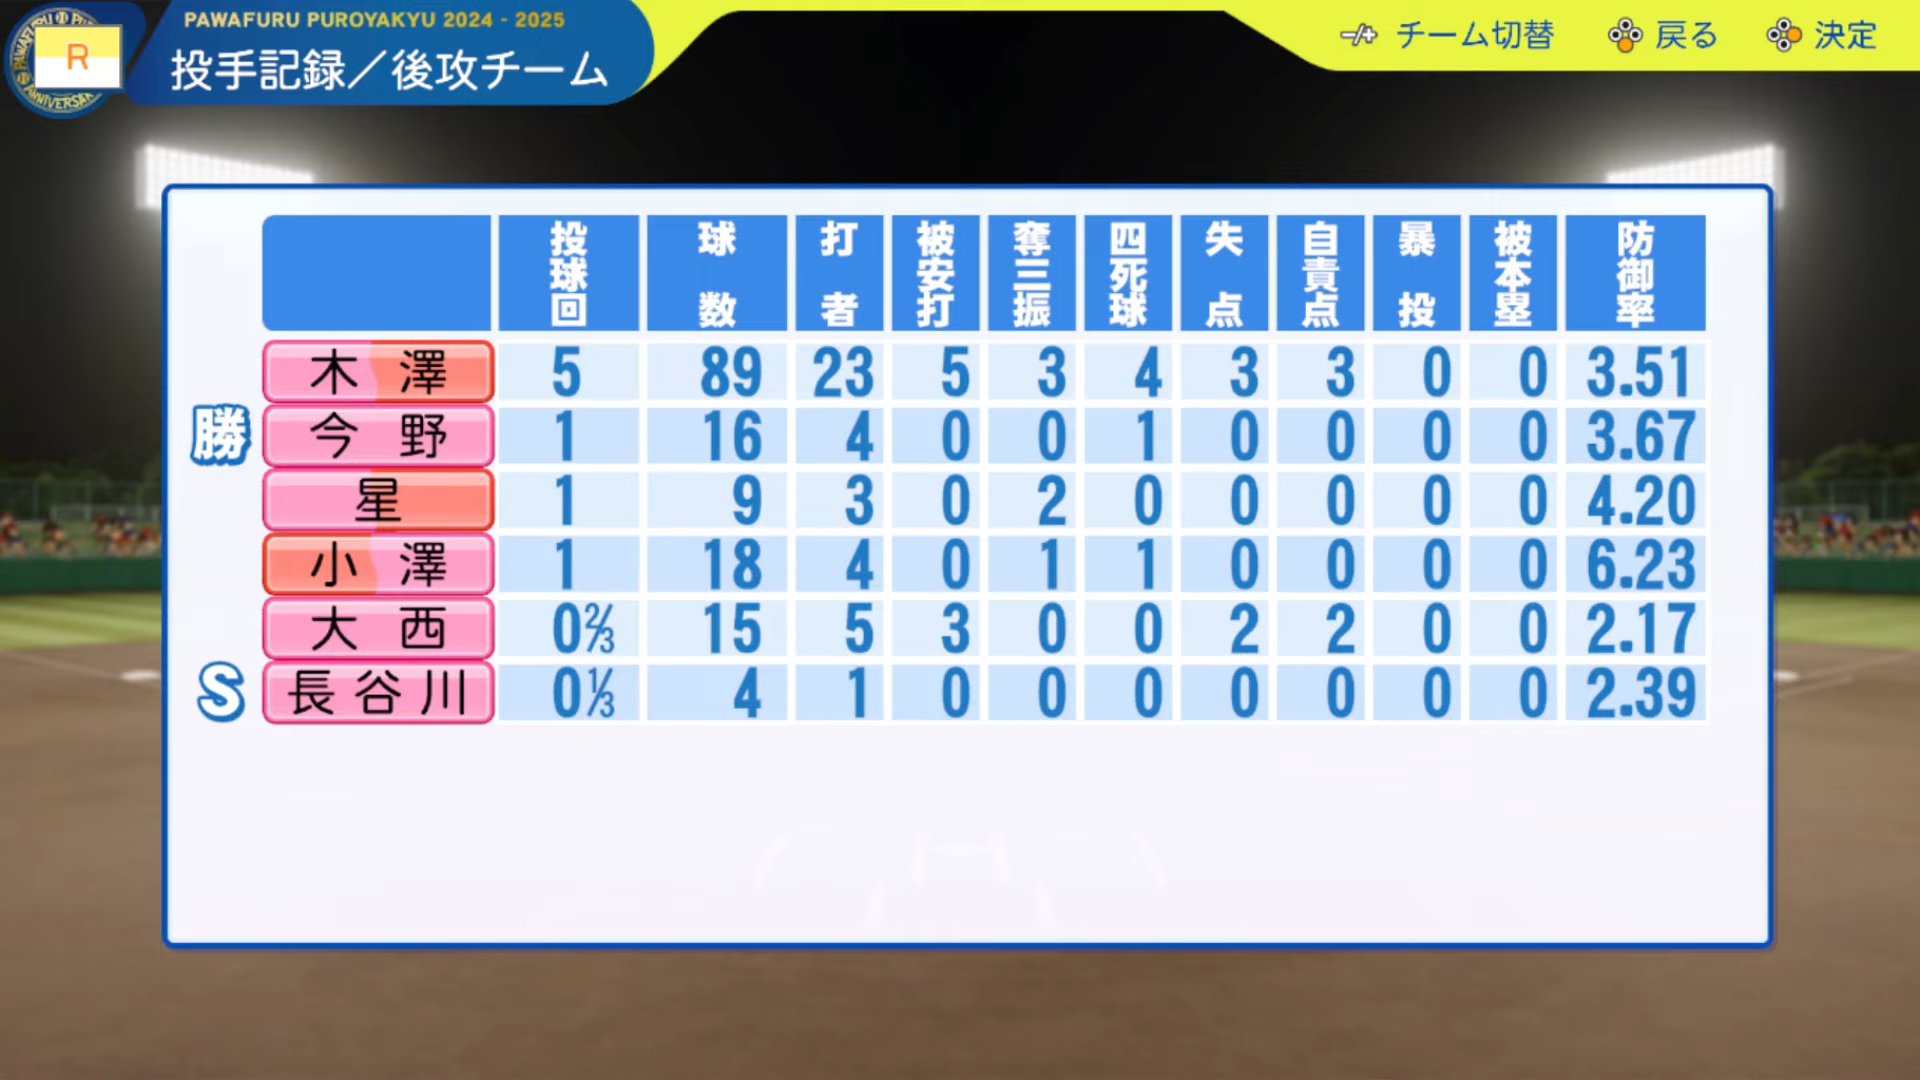 R
PAWAFURU PUROYAKYU 2024 - 2025
投手記録／後攻チーム
-/+ チーム切替 戻る 決定
投球回 球数 打者 被安打 奪三振 四死球 失点 自責点 暴投 被本塁 防御率
木澤 5 89 23 5 3 4 3 3 0 0 3.51
勝 今野 1 16 4 0 0 1 0 0 0 0 3.67
星 1 9 3 0 2 0 0 0 0 0 4.20
小澤 1 18 4 0 1 1 0 0 0 0 6.23
大西 0⅔ 15 5 3 0 0 2 2 0 0 2.17
S 長谷川 0⅓ 4 1 0 0 0 0 0 0 0 2.39